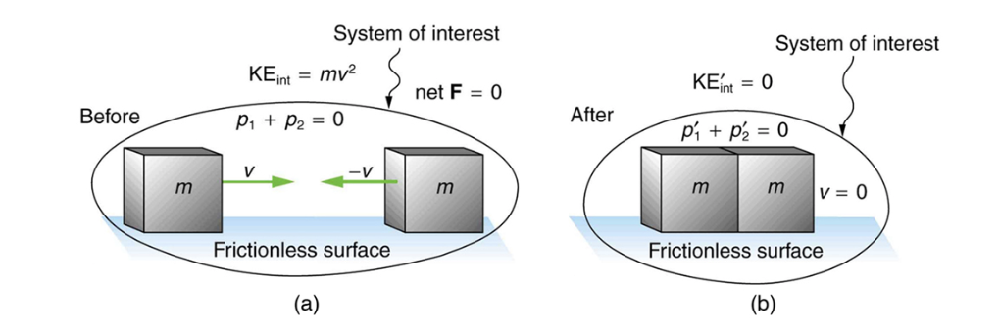 System of interest
KEint = mv²
net F = 0
Before
p₁ + p₂ = 0
v
–v
m
m
Frictionless surface
(a)
System of interest
KE′int = 0
After
p′₁ + p′₂ = 0
m
m
v = 0
Frictionless surface
(b)